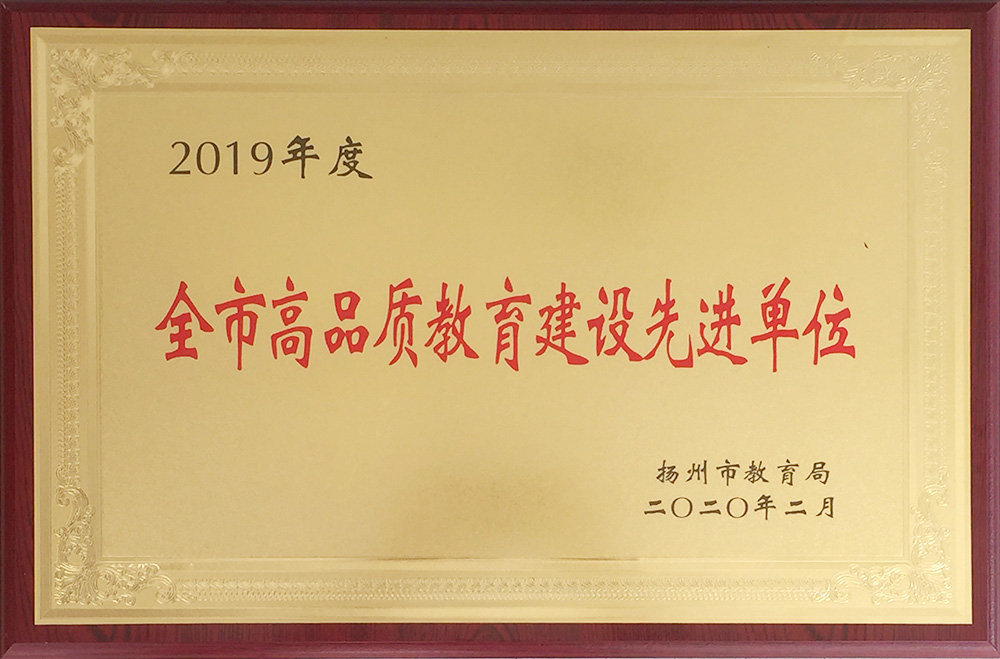 2019年度
全市高品质教育建设先进单位
扬州市教育局
二〇二〇年二月